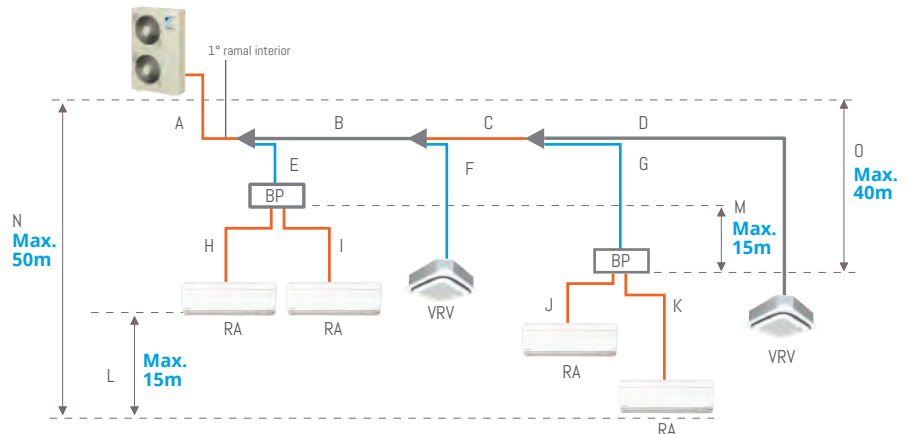 1° ramal interior
A
B
C
D
E
F
G
O
Max.
40m
N
Max.
50m
BP
M
Max.
15m
H
I
BP
J
K
RA
RA
VRV
VRV
L
Max.
15m
RA
RA